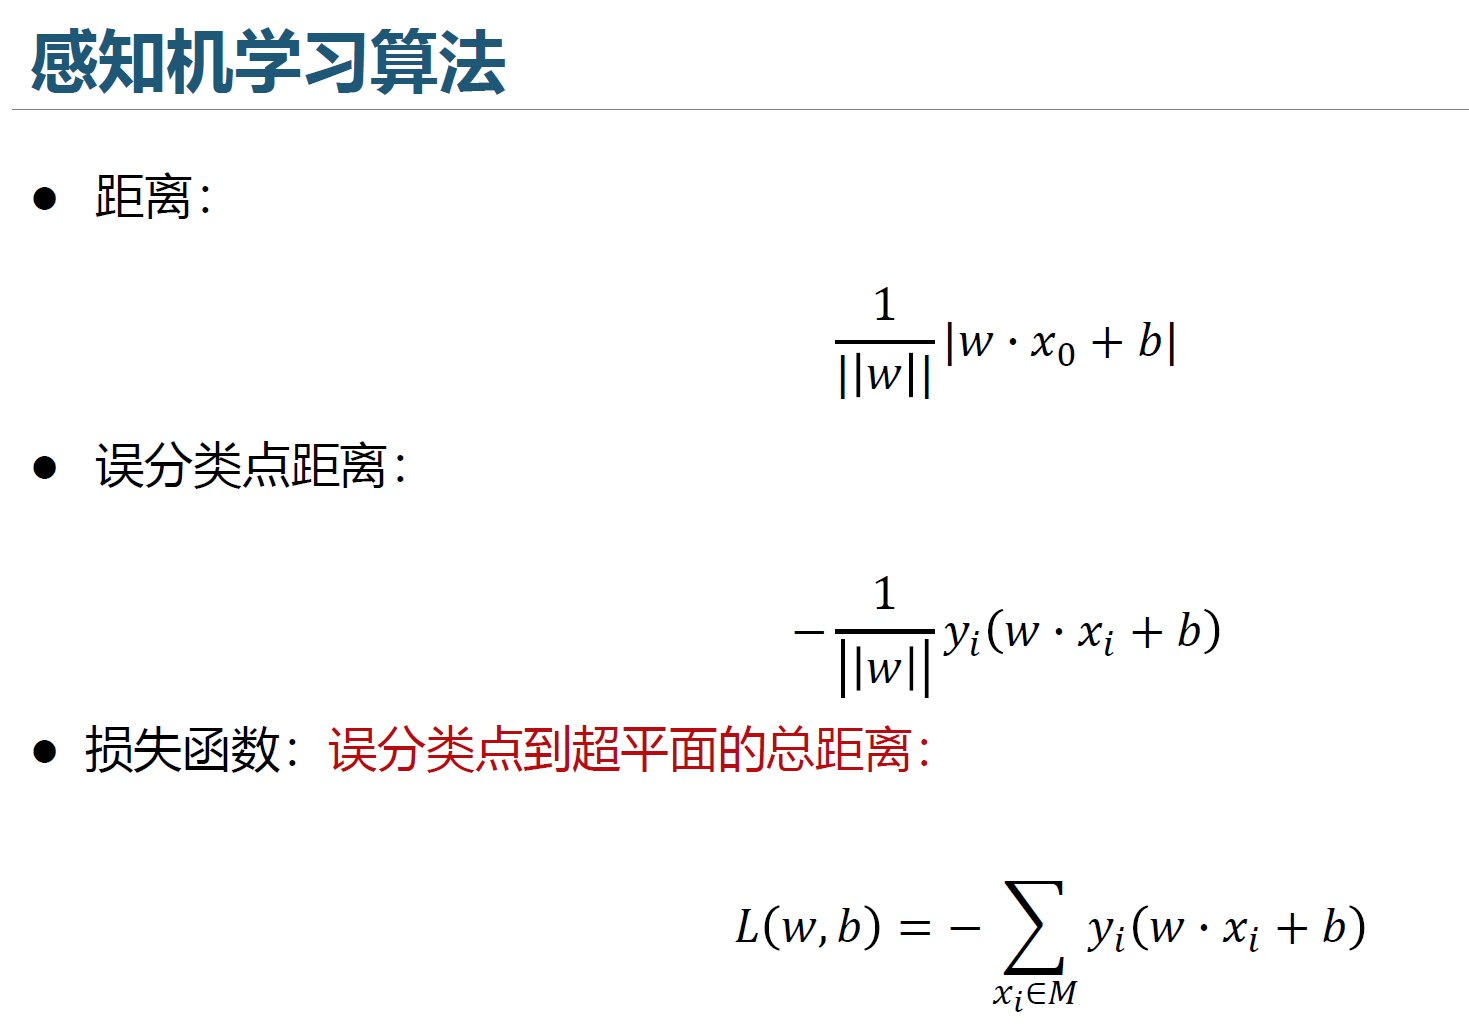 感知机学习算法
● 距离：
$\frac{1}{||w||}|w \cdot x_0 + b|$
● 误分类点距离：
$-\frac{1}{||w||}y_i(w \cdot x_i + b)$
● 损失函数：误分类点到超平面的总距离：
$L(w, b) = -\sum_{x_i \in M} y_i(w \cdot x_i + b)$